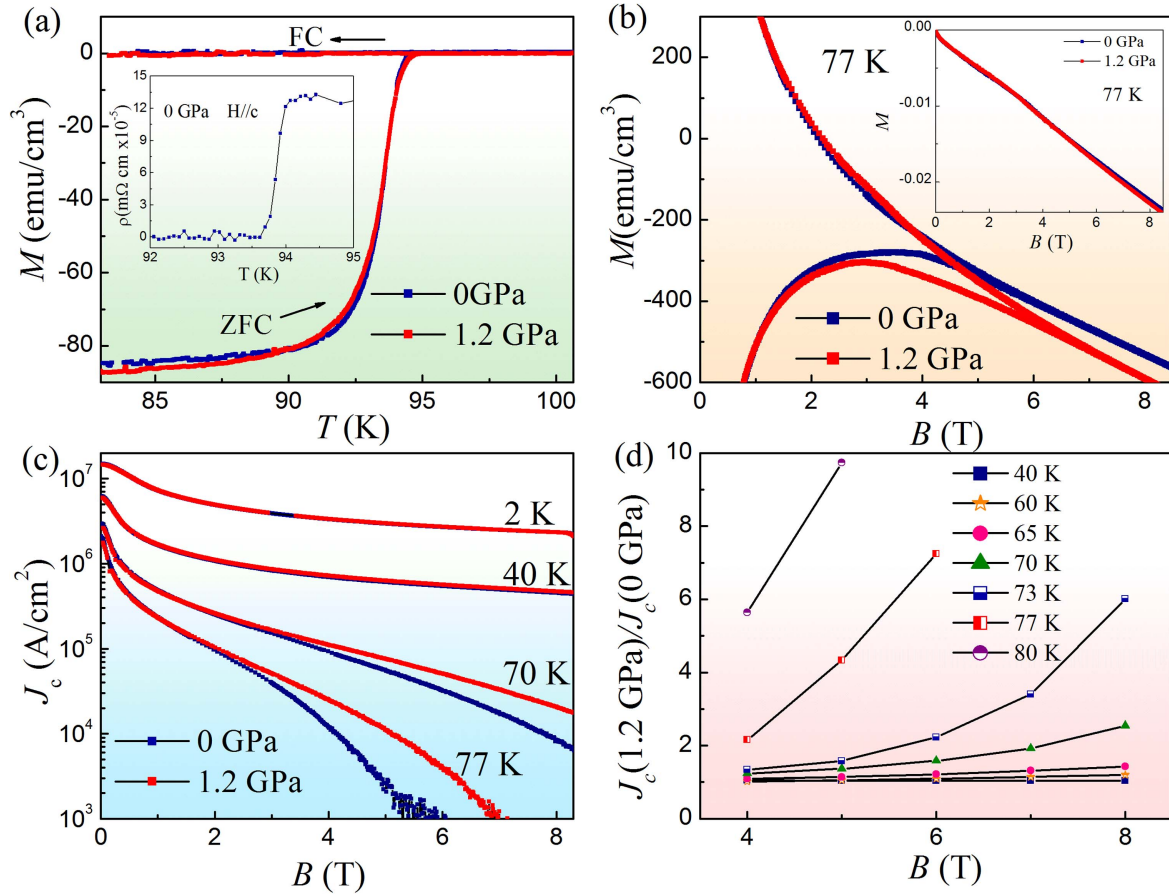 (a)
FC
0 GPa H//c
ρ(mΩ cm x10⁻⁵)
15
12
9
6
3
0
92 93 94 95
T (K)
ZFC
0GPa
1.2 GPa
M (emu/cm³)
0
-20
-40
-60
-80
85 90 95 100
T (K)
(b)
77 K
0 GPa
1.2 GPa
77 K
M
0.00
-0.01
-0.02
0 2 4 6 8
B (T)
0 GPa
1.2 GPa
M(emu/cm³)
200
0
-200
-400
-600
0 2 4 6 8
B (T)
(c)
2 K
40 K
70 K
77 K
0 GPa
1.2 GPa
Jc (A/cm²)
10⁷
10⁶
10⁵
10⁴
10³
0 2 4 6 8
B (T)
(d)
40 K
60 K
65 K
70 K
73 K
77 K
80 K
Jc(1.2 GPa)/Jc(0 GPa)
10
8
6
4
2
0
4 5 6 7 8
B (T)